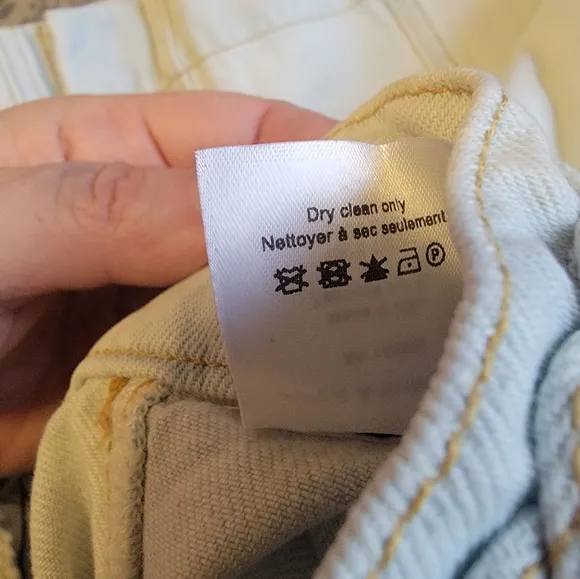 Dry clean only
Nettoyer à sec seulement
P